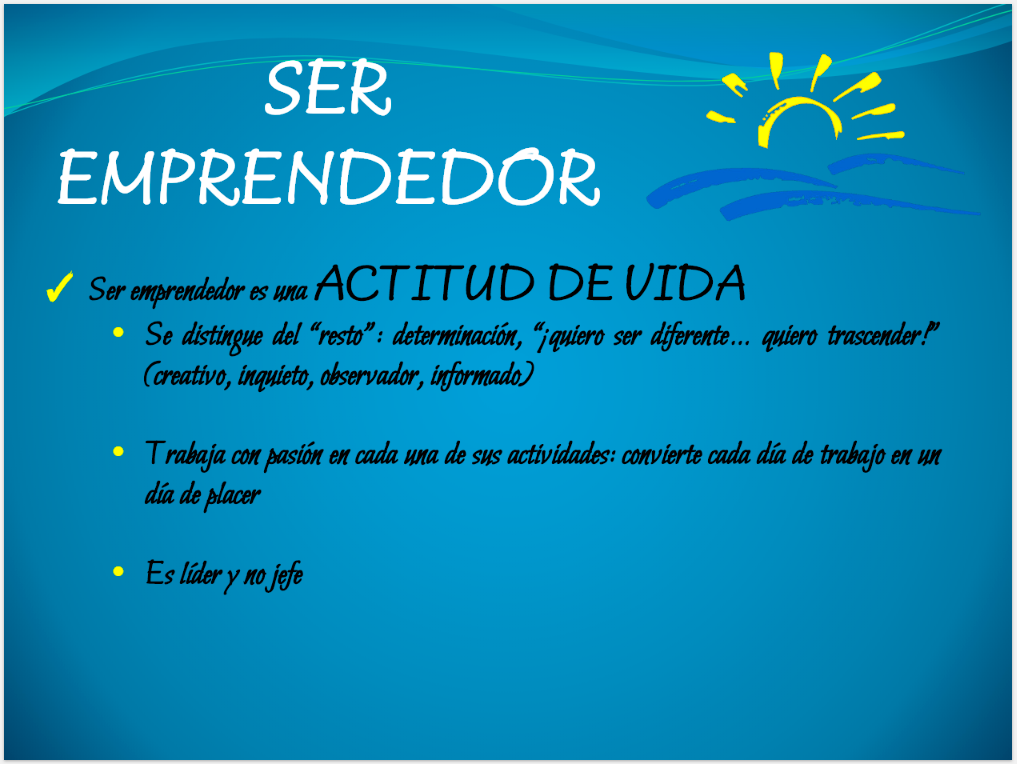 SER
EMPRENDEDOR
Ser emprendedor es una ACTITUD DE VIDA
Se distingue del “resto”: determinación, “¡quiero ser diferente... quiero trascender!”
(creativo, inquieto, observador, informado)
Trabaja con pasión en cada una de sus actividades: convierte cada día de trabajo en un
día de placer
Es líder y no jefe